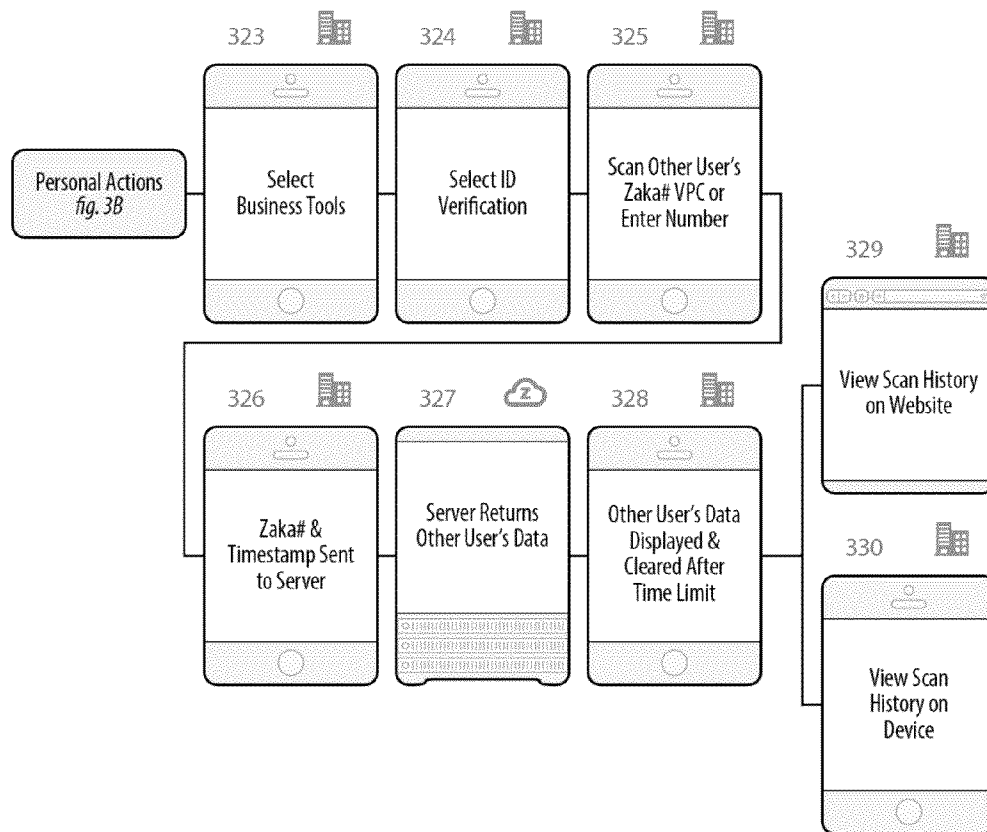 323
324
325
Personal Actions
fig. 3B
Select
Business Tools
Select ID
Verification
Scan Other User's
Zaka# VPC or
Enter Number
326
327
Z
328
329
Zaka# &
Timestamp Sent
to Server
Server Returns
Other User's Data
Other User's Data
Displayed &
Cleared After
Time Limit
View Scan History
on Website
330
View Scan
History on
Device